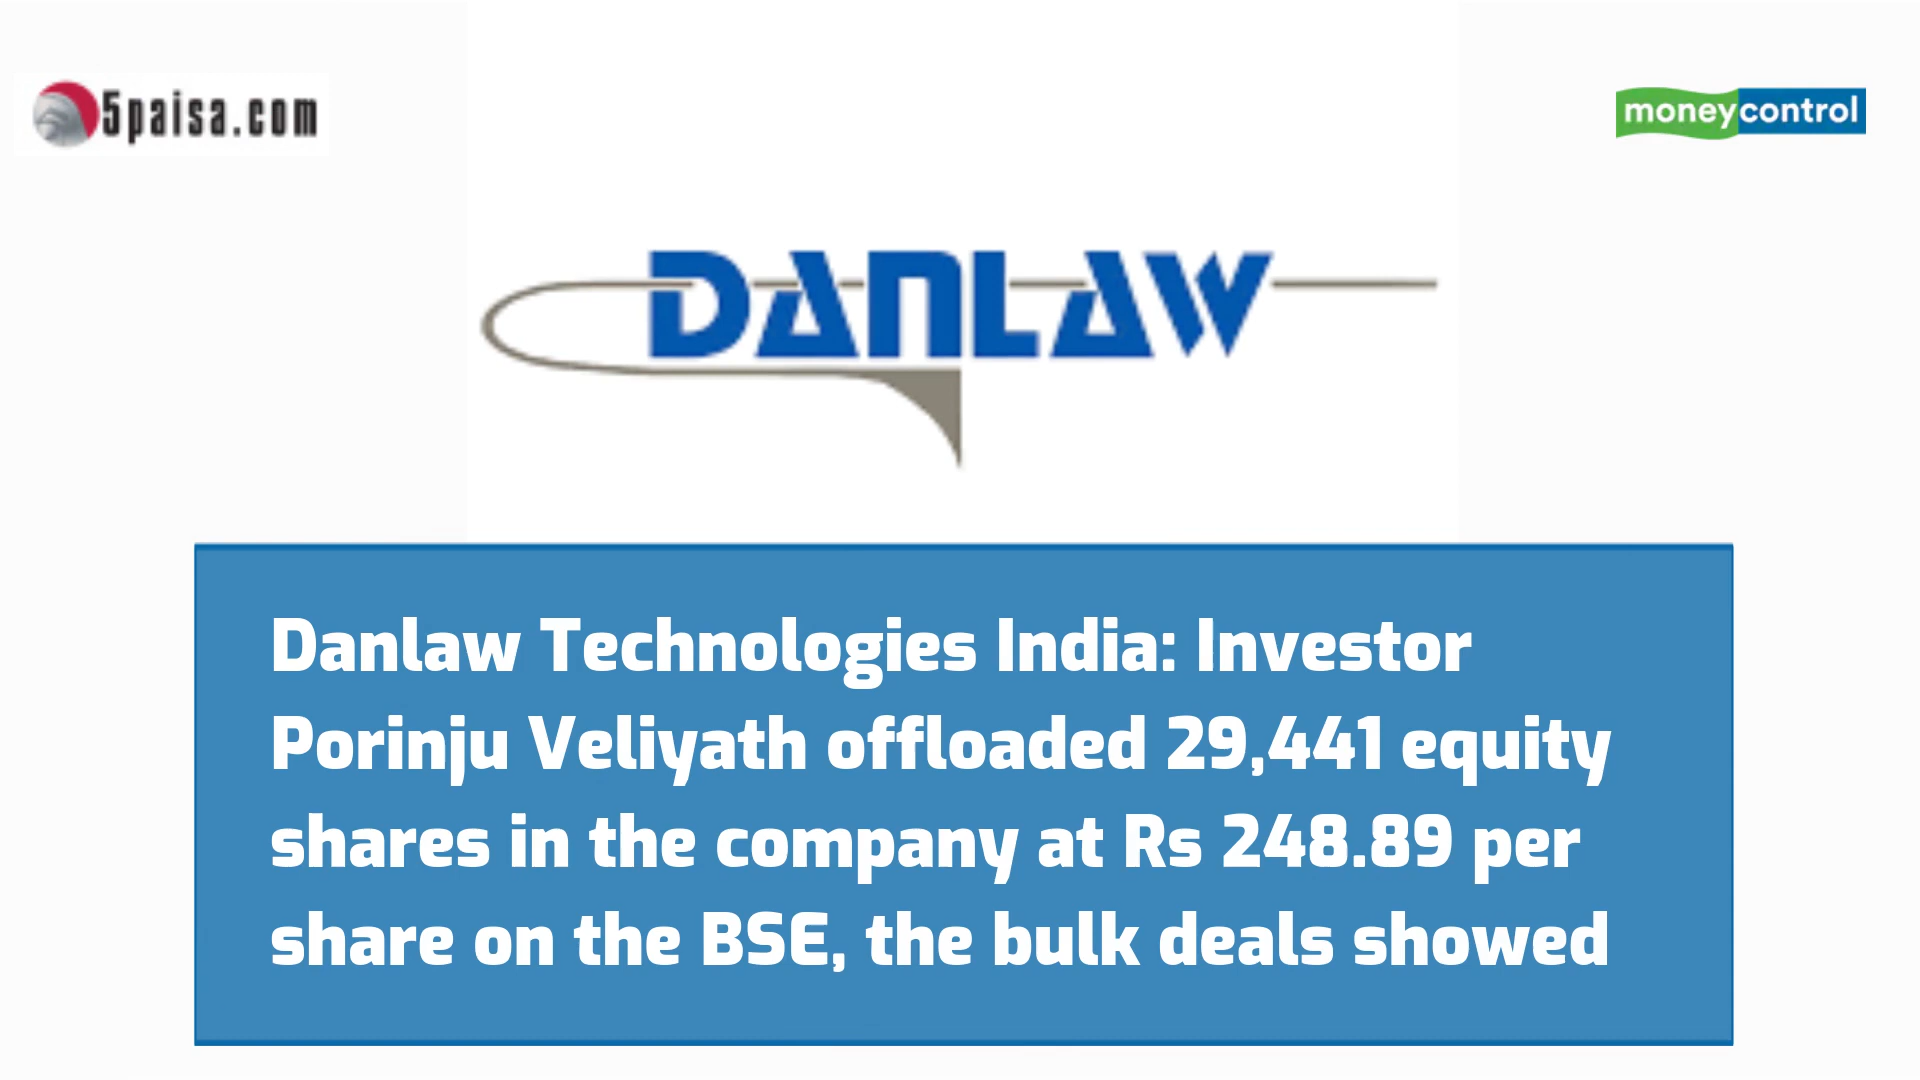 5paisa.com
moneycontrol
DANLAW
Danlaw Technologies India: Investor
Porinju Veliyath offloaded 29,441 equity
shares in the company at Rs 248.89 per
share on the BSE, the bulk deals showed